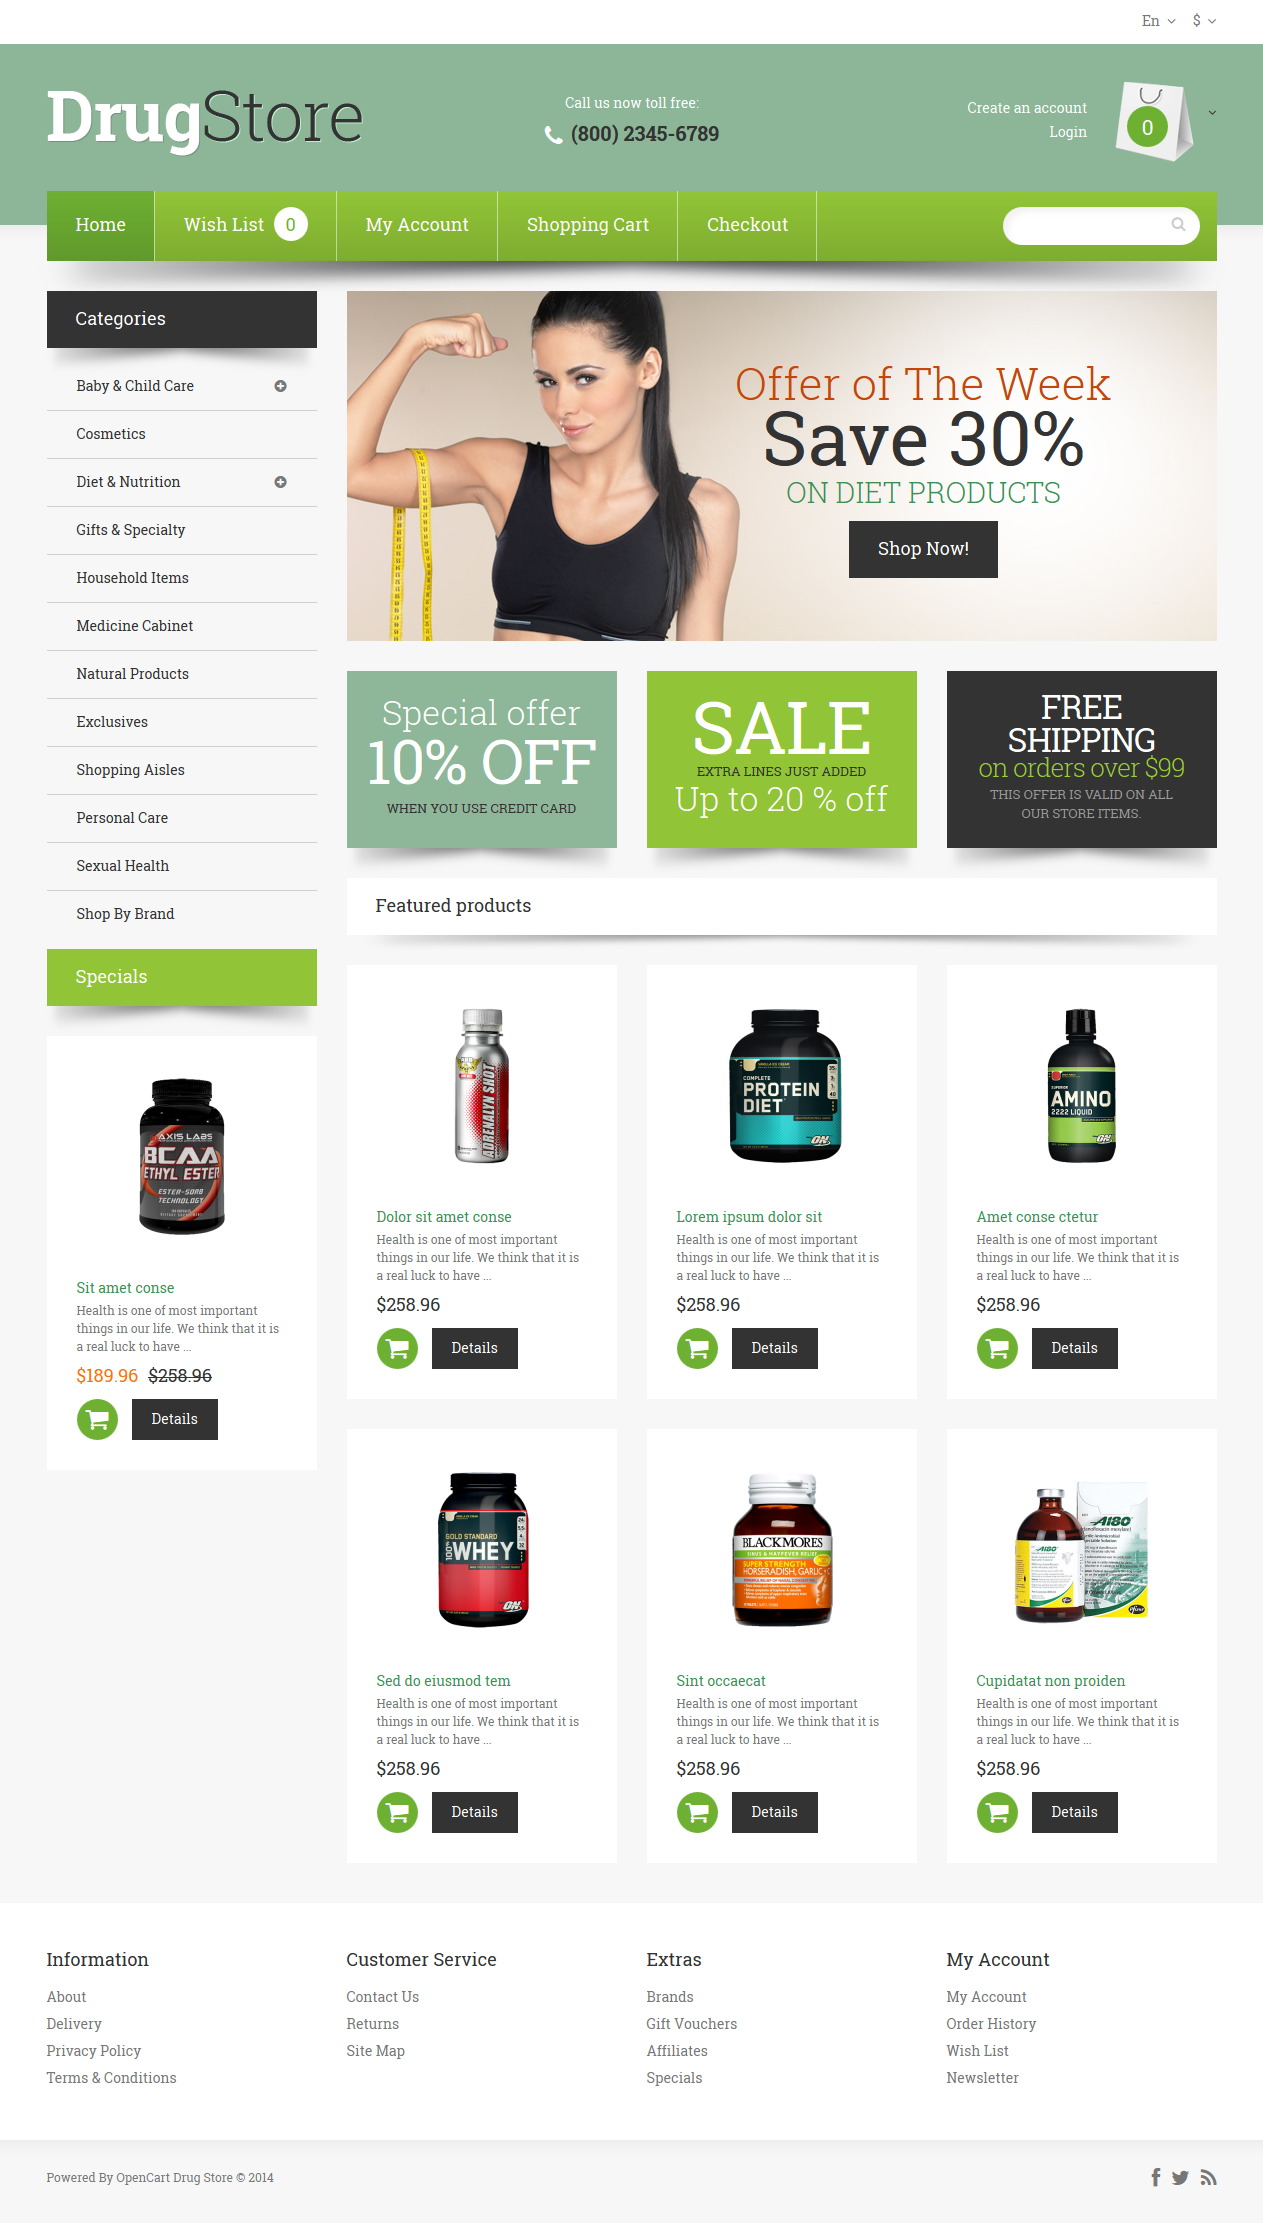 En $
DrugStore
Call us now toll free:
(800) 2345-6789
Create an account
Login
0
Home
Wish List 0
My Account
Shopping Cart
Checkout
Categories
Baby & Child Care
Cosmetics
Diet & Nutrition
Gifts & Specialty
Household Items
Medicine Cabinet
Natural Products
Exclusives
Shopping Aisles
Personal Care
Sexual Health
Shop By Brand
Offer of The Week
Save 30%
ON DIET PRODUCTS
Shop Now!
Special offer
10% OFF
WHEN YOU USE CREDIT CARD
SALE
EXTRA LINES JUST ADDED
Up to 20 % off
FREE
SHIPPING
on orders over $99
THIS OFFER IS VALID ON ALL
OUR STORE ITEMS.
Specials
AXIS LABS
BCAA
ETHYL ESTER
ESTER-SORB
TECHNOLOGY
Sit amet conse
Health is one of most important
things in our life. We think that it is
a real luck to have ...
$189.96 $258.96
Details
Featured products
ADRENALYN SHOT
Dolor sit amet conse
Health is one of most important
things in our life. We think that it is
a real luck to have ...
$258.96
Details
COMPLETE
PROTEIN
DIET
ON
Lorem ipsum dolor sit
Health is one of most important
things in our life. We think that it is
a real luck to have ...
$258.96
Details
SUPERIOR
AMINO
2222 LIQUID
ON
Amet conse ctetur
Health is one of most important
things in our life. We think that it is
a real luck to have ...
$258.96
Details
GOLD STANDARD
100% WHEY
ON
Sed do eiusmod tem
Health is one of most important
things in our life. We think that it is
a real luck to have ...
$258.96
Details
BLACKMORES
SINUS & HAYFEVER RELIEF
SUPER STRENGTH
HORSERADISH, GARLIC + C
Sint occaecat
Health is one of most important
things in our life. We think that it is
a real luck to have ...
$258.96
Details
A180
A180
Pfizer
Cupidatat non proiden
Health is one of most important
things in our life. We think that it is
a real luck to have ...
$258.96
Details
Information
About
Delivery
Privacy Policy
Terms & Conditions
Customer Service
Contact Us
Returns
Site Map
Extras
Brands
Gift Vouchers
Affiliates
Specials
My Account
My Account
Order History
Wish List
Newsletter
Powered By OpenCart Drug Store © 2014